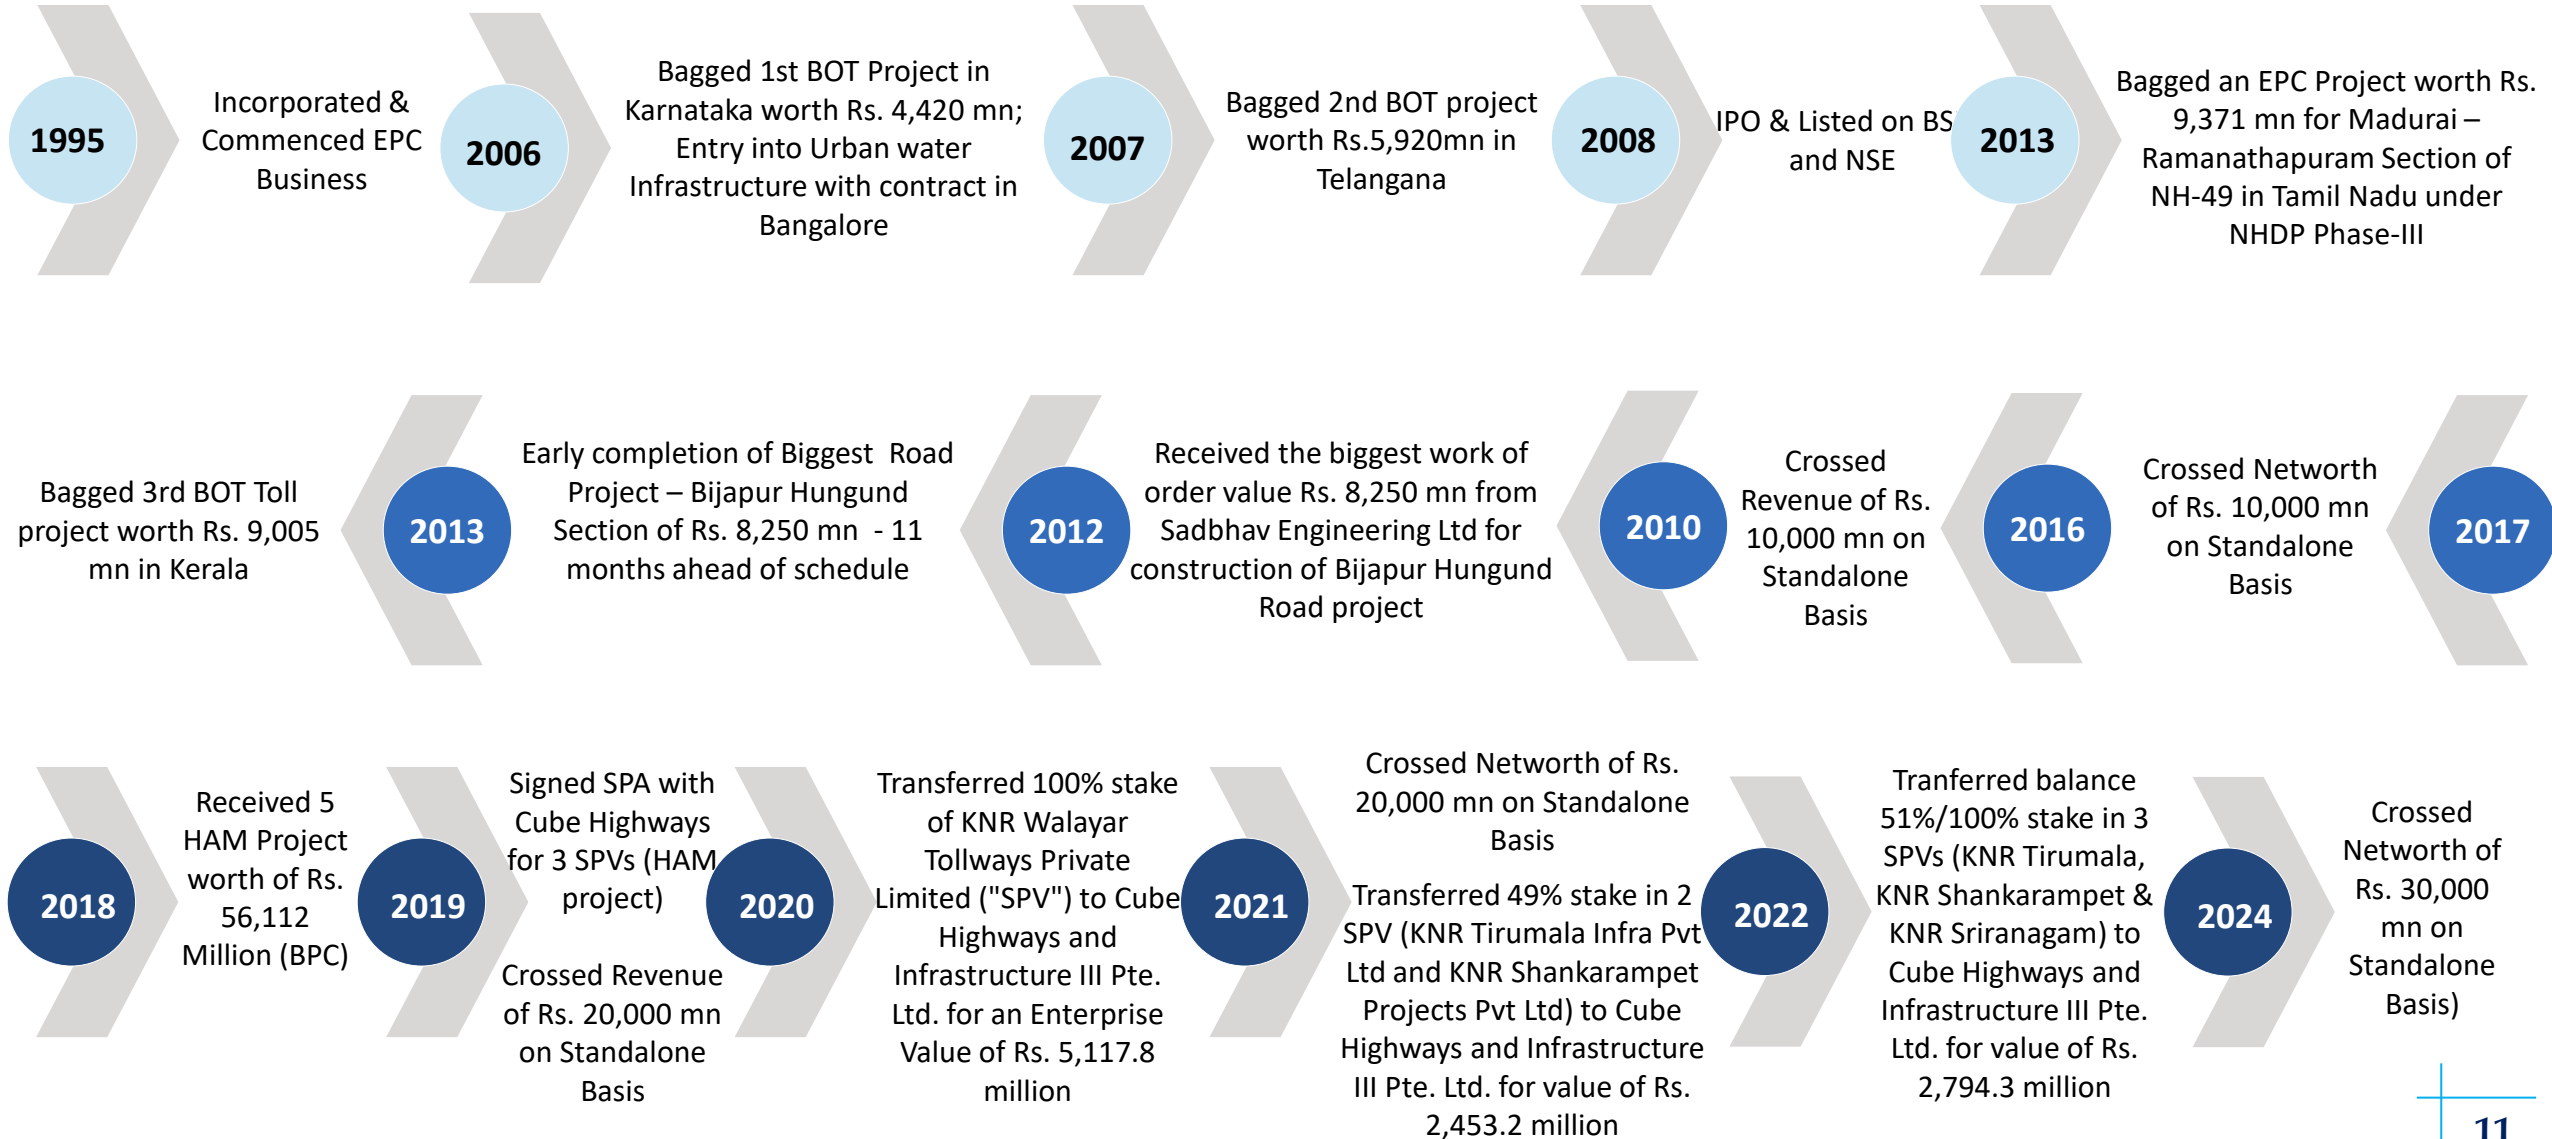 1995
Incorporated &
Commenced EPC
Business
2006
Bagged 1st BOT Project in
Karnataka worth Rs. 4,420 mn;
Entry into Urban water
Infrastructure with contract in
Bangalore
2007
Bagged 2nd BOT project
worth Rs.5,920mn in
Telangana
2008
IPO & Listed on BS
and NSE
2013
Bagged an EPC Project worth Rs.
9,371 mn for Madurai –
Ramanathapuram Section of
NH-49 in Tamil Nadu under
NHDP Phase-III
Bagged 3rd BOT Toll
project worth Rs. 9,005
mn in Kerala
2013
Early completion of Biggest Road
Project – Bijapur Hungund
Section of Rs. 8,250 mn - 11
months ahead of schedule
2012
Received the biggest work of
order value Rs. 8,250 mn from
Sadbhav Engineering Ltd for
construction of Bijapur Hungund
Road project
2010
Crossed
Revenue of Rs.
10,000 mn on
Standalone
Basis
2016
Crossed Networth
of Rs. 10,000 mn
on Standalone
Basis
2017
2018
Received 5
HAM Project
worth of Rs.
56,112
Million (BPC)
2019
Signed SPA with
Cube Highways
for 3 SPVs (HAM
project)
Crossed Revenue
of Rs. 20,000 mn
on Standalone
Basis
2020
Transferred 100% stake
of KNR Walayar
Tollways Private
Limited ("SPV") to Cube
Highways and
Infrastructure III Pte.
Ltd. for an Enterprise
Value of Rs. 5,117.8
million
2021
Crossed Networth of Rs.
20,000 mn on Standalone
Basis
Transferred 49% stake in 2
SPV (KNR Tirumala Infra Pvt
Ltd and KNR Shankarampet
Projects Pvt Ltd) to Cube
Highways and Infrastructure
III Pte. Ltd. for value of Rs.
2,453.2 million
2022
Tranferred balance
51%/100% stake in 3
SPVs (KNR Tirumala,
KNR Shankarampet &
KNR Sriranagam) to
Cube Highways and
Infrastructure III Pte.
Ltd. for value of Rs.
2,794.3 million
2024
Crossed
Networth of
Rs. 30,000
mn on
Standalone
Basis)
11